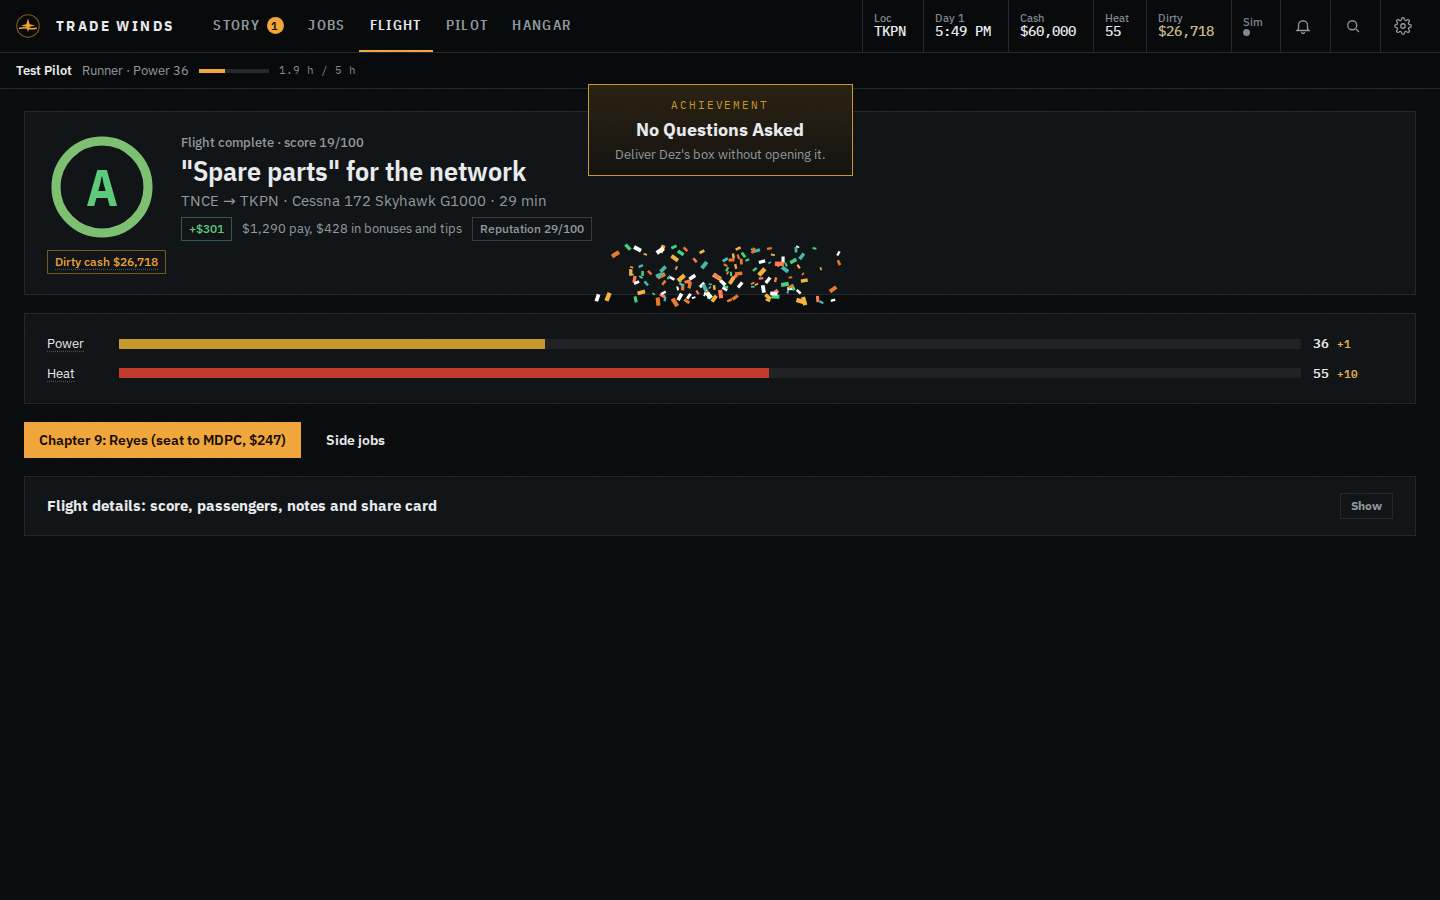 TRADE WINDS
STORY 1 JOBS FLIGHT PILOT HANGAR
Loc
TKPN
Day 1
5:49 PM
Cash
$60,000
Heat
55
Dirty
$26,718
Sim
Test Pilot Runner · Power 36 1.9 h / 5 h
ACHIEVEMENT
No Questions Asked
Deliver Dez's box without opening it.
A
Dirty cash $26,718
Flight complete · score 19/100
"Spare parts" for the network
TNCE → TKPN · Cessna 172 Skyhawk G1000 · 29 min
+$301 $1,290 pay, $428 in bonuses and tips Reputation 29/100
Power 36 +1
Heat 55 +10
Chapter 9: Reyes (seat to MDPC, $247) Side jobs
Flight details: score, passengers, notes and share card Show